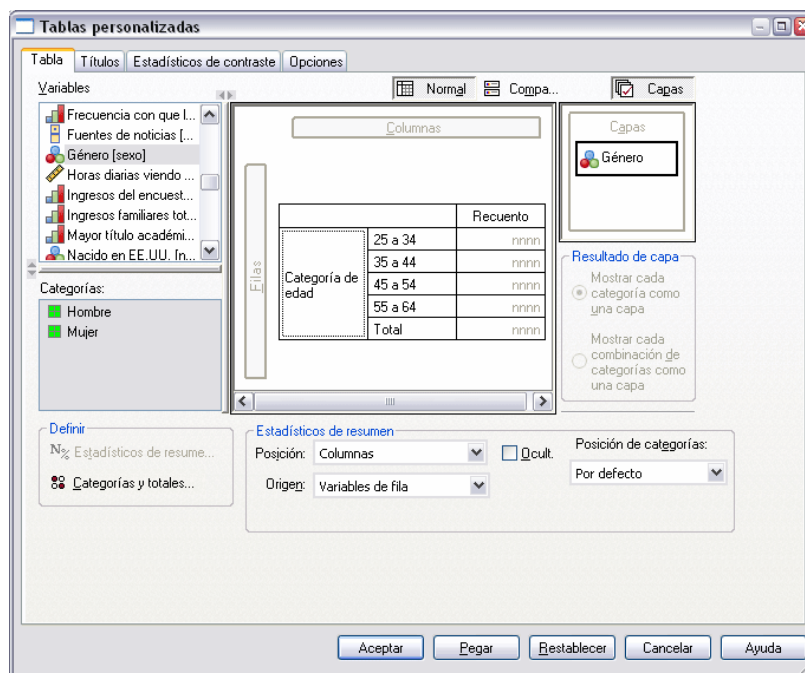 Tablas personalizadas
Tabla
Títulos
Estadísticos de contraste
Opciones
Variables
Frecuencia con que l...
Fuentes de noticias [...
Género [sexo]
Horas diarias viendo ...
Ingresos del encuest...
Ingresos familiares tot...
Mayor título académi...
Nacido en EE.UU. [n...
Categorías:
Hombre
Mujer
Normal
Compa...
Capas
Columnas
Filas
Recuento
Categoría de edad
25 a 34 nnnn
35 a 44 nnnn
45 a 54 nnnn
55 a 64 nnnn
Total nnnn
Capas
Género
Resultado de capa
Mostrar cada
categoría como
una capa
Mostrar cada
combinación de
categorías como
una capa
Definir
N% Estadísticos de resume...
Categorías y totales...
Estadísticos de resumen
Posición: Columnas
Ocult.
Origen: Variables de fila
Posición de categorías:
Por defecto
Aceptar
Pegar
Restablecer
Cancelar
Ayuda